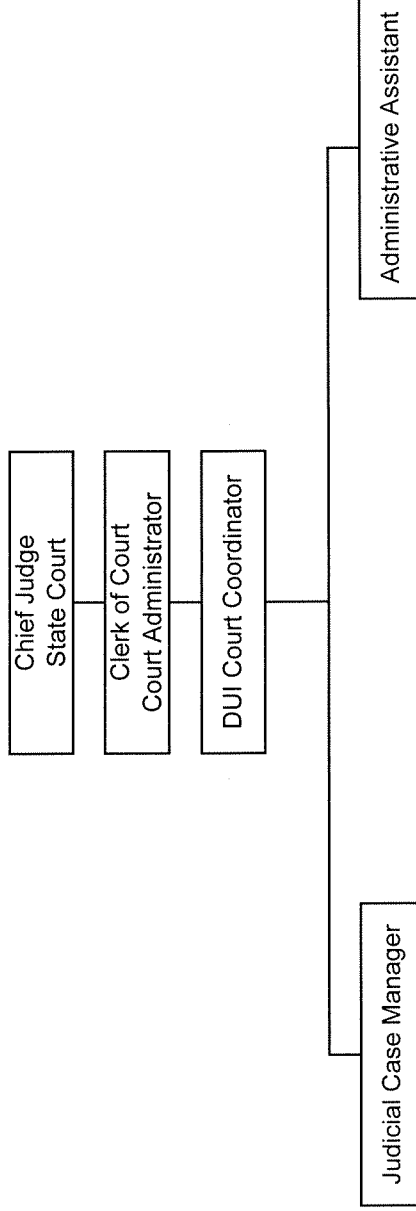 Chief Judge
State Court
Clerk of Court
Court Administrator
DUI Court Coordinator
Judicial Case Manager
Administrative Assistant